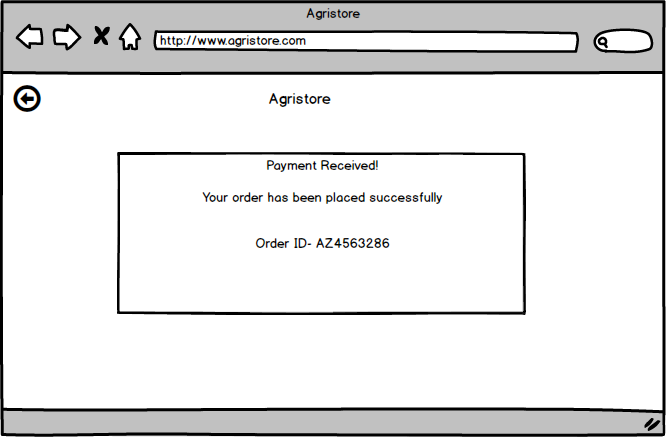 Agristore
http://www.agristore.com
Agristore
Payment Received!
Your order has been placed successfully
Order ID- AZ4563286